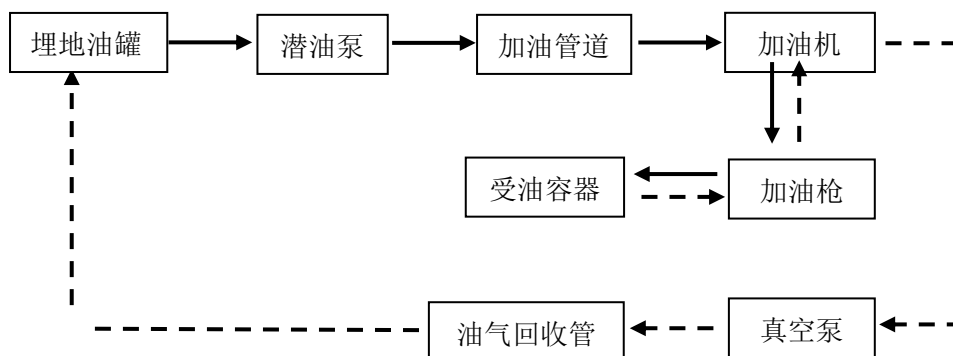 埋地油罐
潜油泵
加油管道
加油机
受油容器
加油枪
油气回收管
真空泵